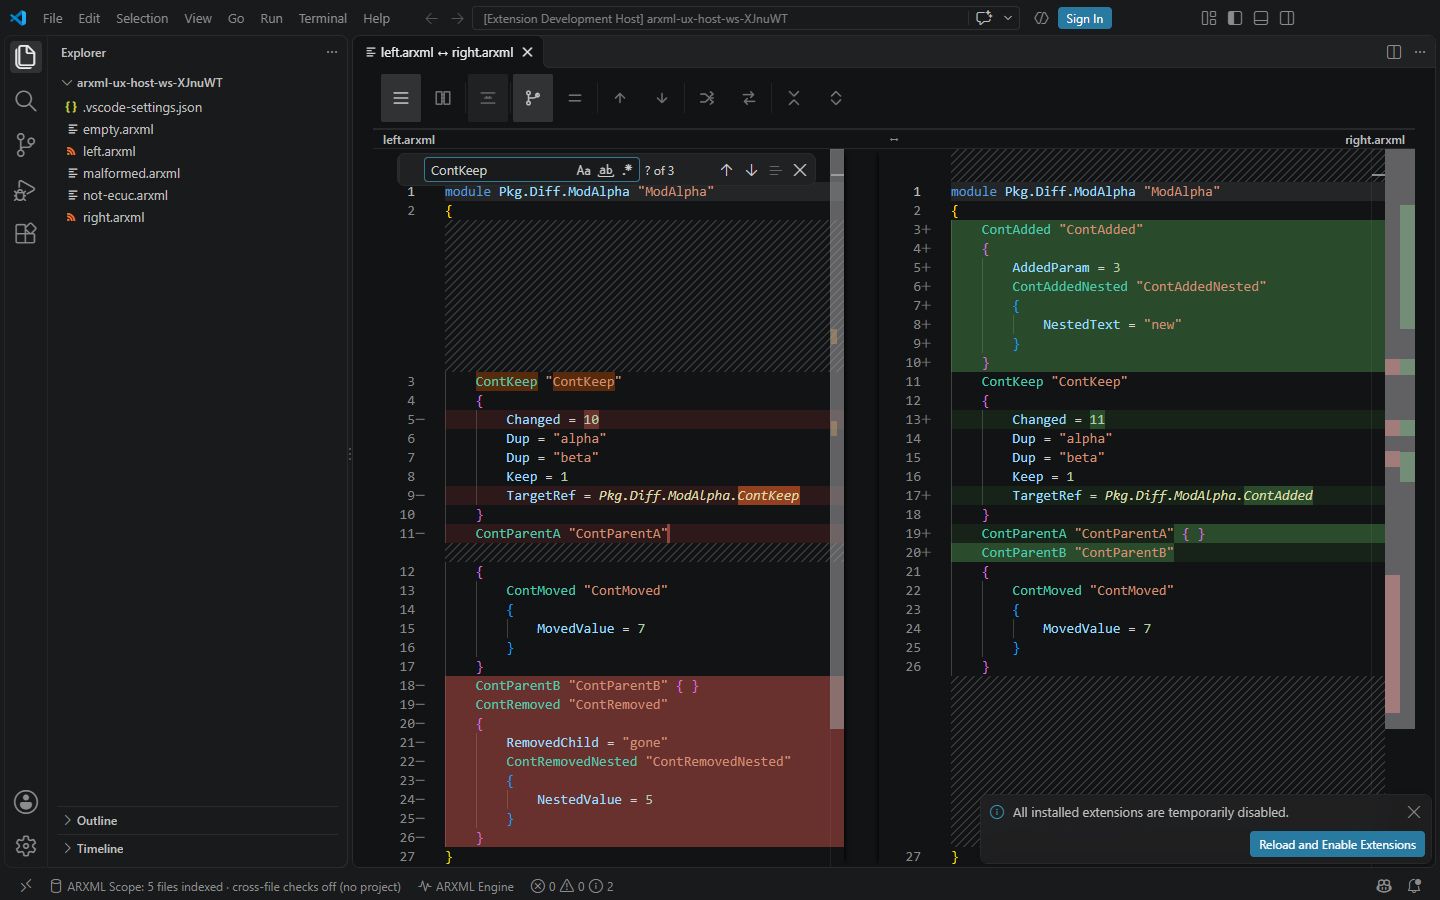 File Edit Selection View Go Run Terminal Help
[Extension Development Host] arxml-ux-host-ws-XJnuWT
Sign In
Explorer
arxml-ux-host-ws-XJnuWT
{} .vscode-settings.json
empty.arxml
left.arxml
malformed.arxml
not-ecuc.arxml
right.arxml
Outline
Timeline
left.arxml ↔ right.arxml
left.arxml ↔ right.arxml
ContKeep Aa ab .* ? of 3
1 module Pkg.Diff.ModAlpha "ModAlpha"
2 {
3 ContKeep "ContKeep"
4 {
5− Changed = 10
6 Dup = "alpha"
7 Dup = "beta"
8 Keep = 1
9− TargetRef = Pkg.Diff.ModAlpha.ContKeep
10 }
11− ContParentA "ContParentA"
12 {
13 ContMoved "ContMoved"
14 {
15 MovedValue = 7
16 }
17 }
18− ContParentB "ContParentB" { }
19− ContRemoved "ContRemoved"
20− {
21− RemovedChild = "gone"
22− ContRemovedNested "ContRemovedNested"
23− {
24− NestedValue = 5
25− }
26− }
27 }
1 module Pkg.Diff.ModAlpha "ModAlpha"
2 {
3+ ContAdded "ContAdded"
4+ {
5+ AddedParam = 3
6+ ContAddedNested "ContAddedNested"
7+ {
8+ NestedText = "new"
9+ }
10+ }
11 ContKeep "ContKeep"
12 {
13+ Changed = 11
14 Dup = "alpha"
15 Dup = "beta"
16 Keep = 1
17+ TargetRef = Pkg.Diff.ModAlpha.ContAdded
18 }
19+ ContParentA "ContParentA" { }
20+ ContParentB "ContParentB"
21 {
22 ContMoved "ContMoved"
23 {
24 MovedValue = 7
25 }
26 }
27 }
All installed extensions are temporarily disabled.
Reload and Enable Extensions
ARXML Scope: 5 files indexed · cross-file checks off (no project) ARXML Engine 0 0 2